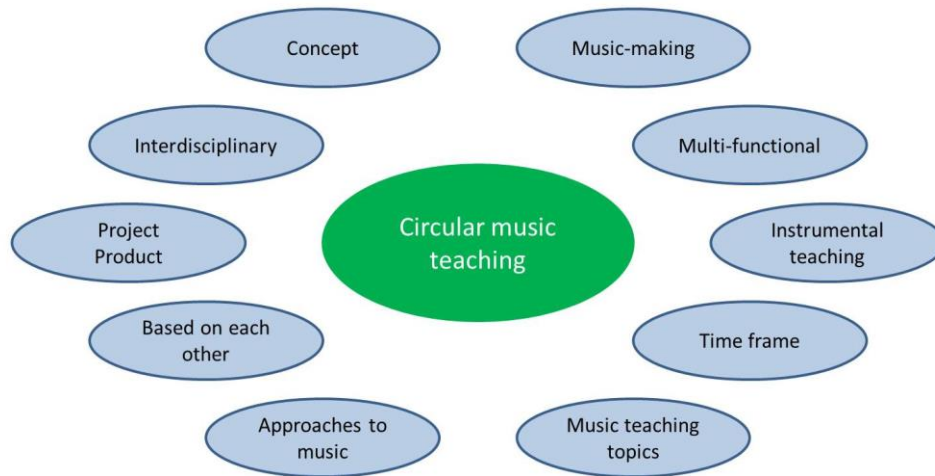 Concept
Music-making
Interdisciplinary
Multi-functional
Project
Product
Circular music
teaching
Instrumental
teaching
Based on each
other
Time frame
Approaches to
music
Music teaching
topics